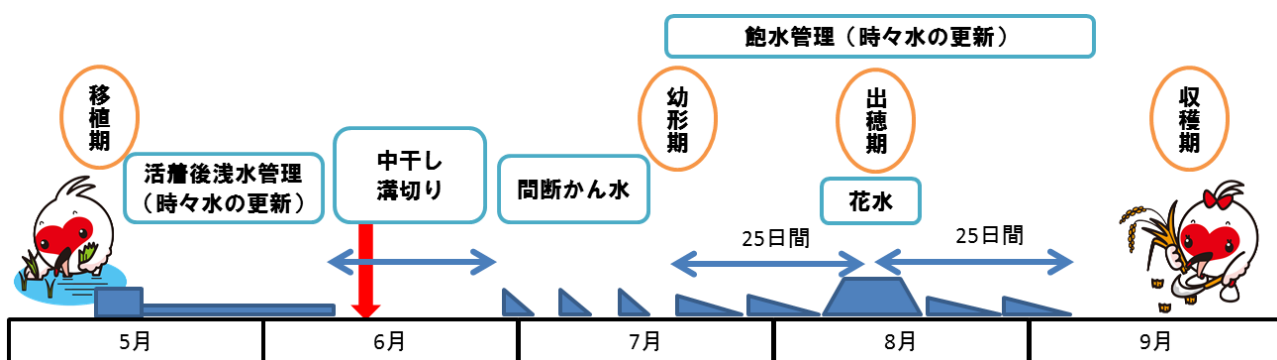 飽水管理(時々水の更新)
移植期
幼形期
出穂期
収穫期
活着後浅水管理
(時々水の更新)
中干し
溝切り
間断かん水
花水
25日間
25日間
5月
6月
7月
8月
9月